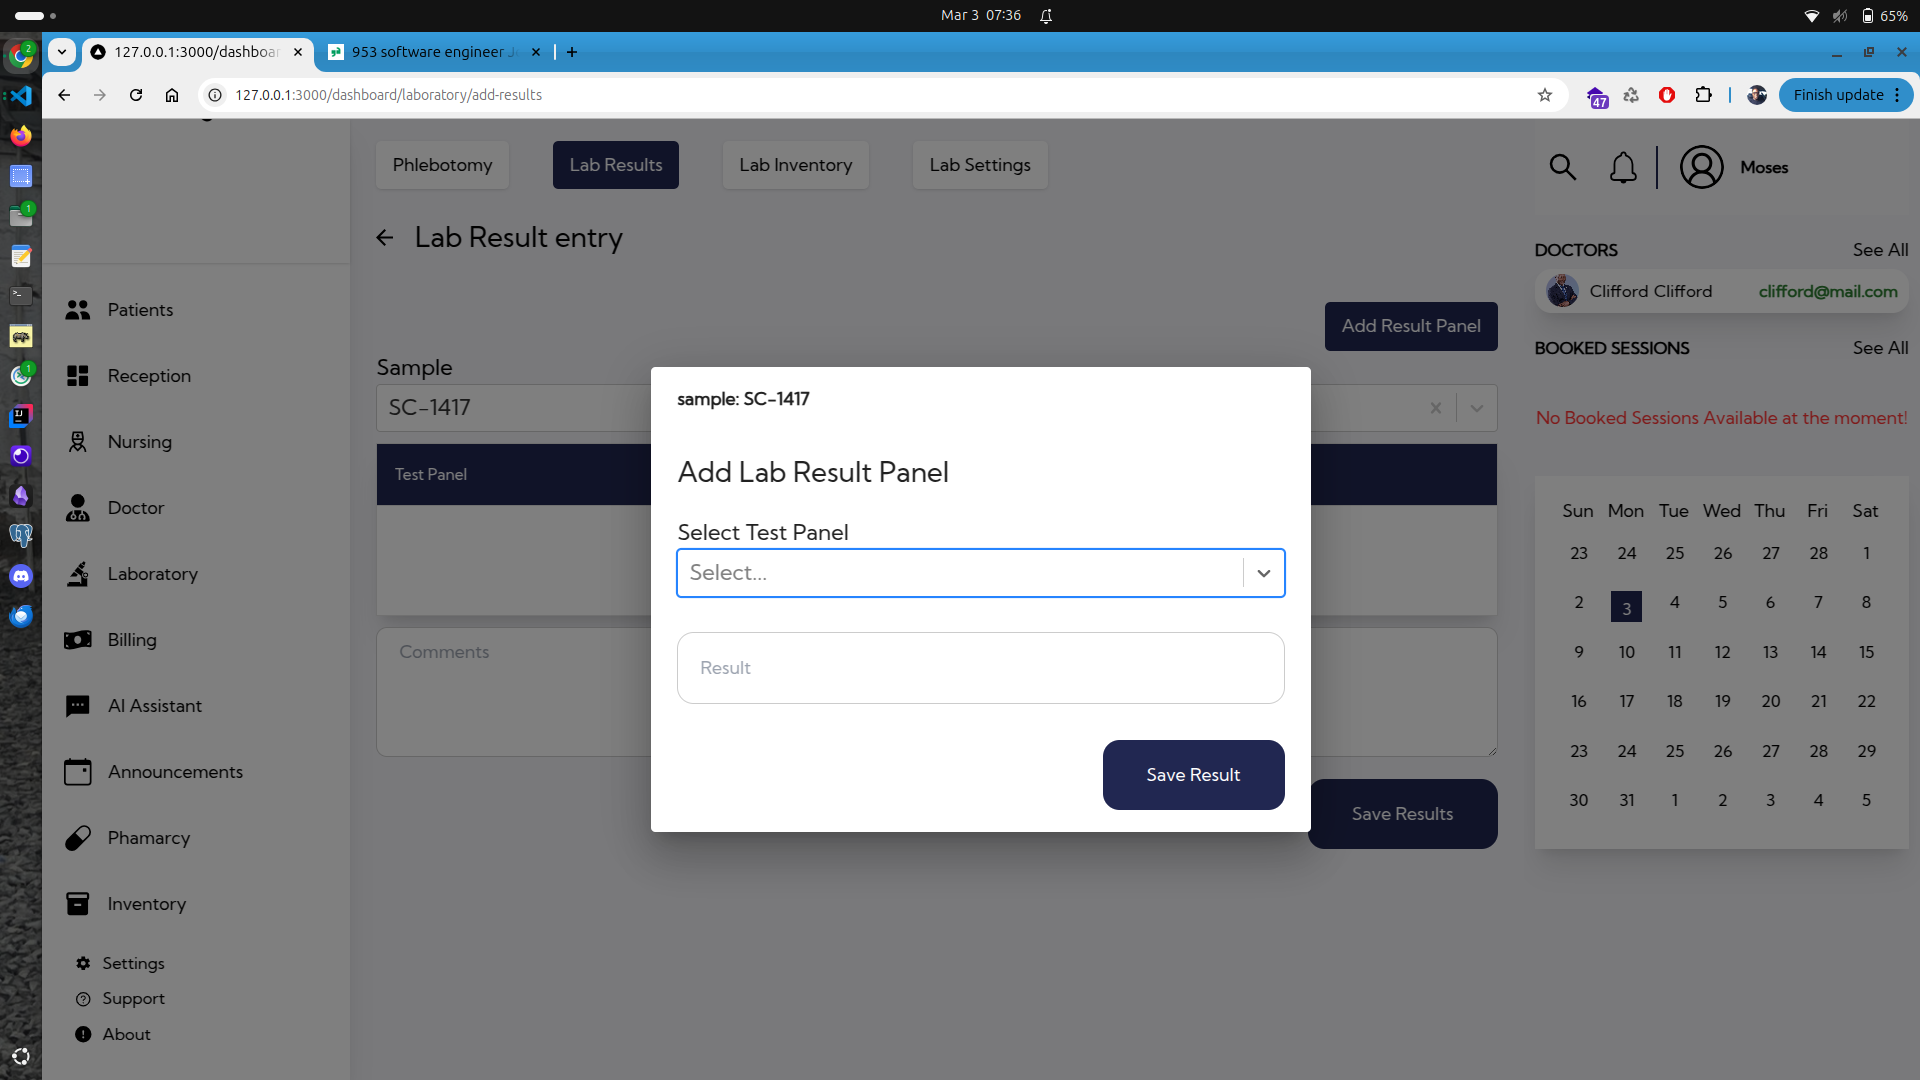 Mar 3 07:36
65%
127.0.0.1:3000/dashboar
953 software engineer Jo
127.0.0.1:3000/dashboard/laboratory/add-results
47
Finish update
2
1
1
Patients
Reception
Nursing
Doctor
Laboratory
Billing
AI Assistant
Announcements
Phamarcy
Inventory
Settings
Support
About
Phlebotomy
Lab Results
Lab Inventory
Lab Settings
Lab Result entry
Add Result Panel
Sample
SC-1417
Test Panel
Comments
Save Results
sample: SC-1417
Add Lab Result Panel
Select Test Panel
Select...
Result
Save Result
Moses
DOCTORS See All
Clifford Clifford clifford@mail.com
BOOKED SESSIONS See All
No Booked Sessions Available at the moment!
Sun Mon Tue Wed Thu Fri Sat
23 24 25 26 27 28 1
2 3 4 5 6 7 8
9 10 11 12 13 14 15
16 17 18 19 20 21 22
23 24 25 26 27 28 29
30 31 1 2 3 4 5